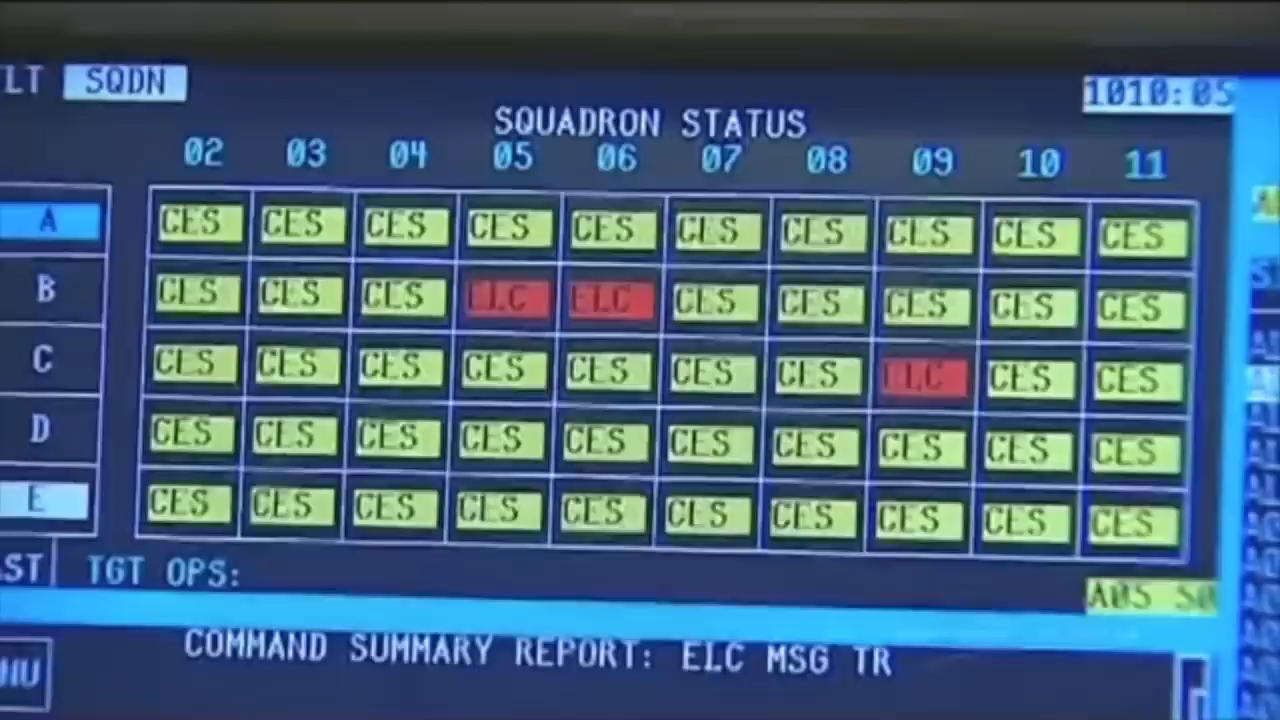 LT SQDN 1010:05
SQUADRON STATUS
02 03 04 05 06 07 08 09 10 11
A CES CES CES CES CES CES CES CES CES CES
B CES CES CES ELC ELC CES CES CES CES CES
C CES CES CES CES CES CES CES ELC CES CES
D CES CES CES CES CES CES CES CES CES CES
E CES CES CES CES CES CES CES CES CES CES
AST TGT OPS: A05 S0
COMMAND SUMMARY REPORT: ELC MSG TR
NU